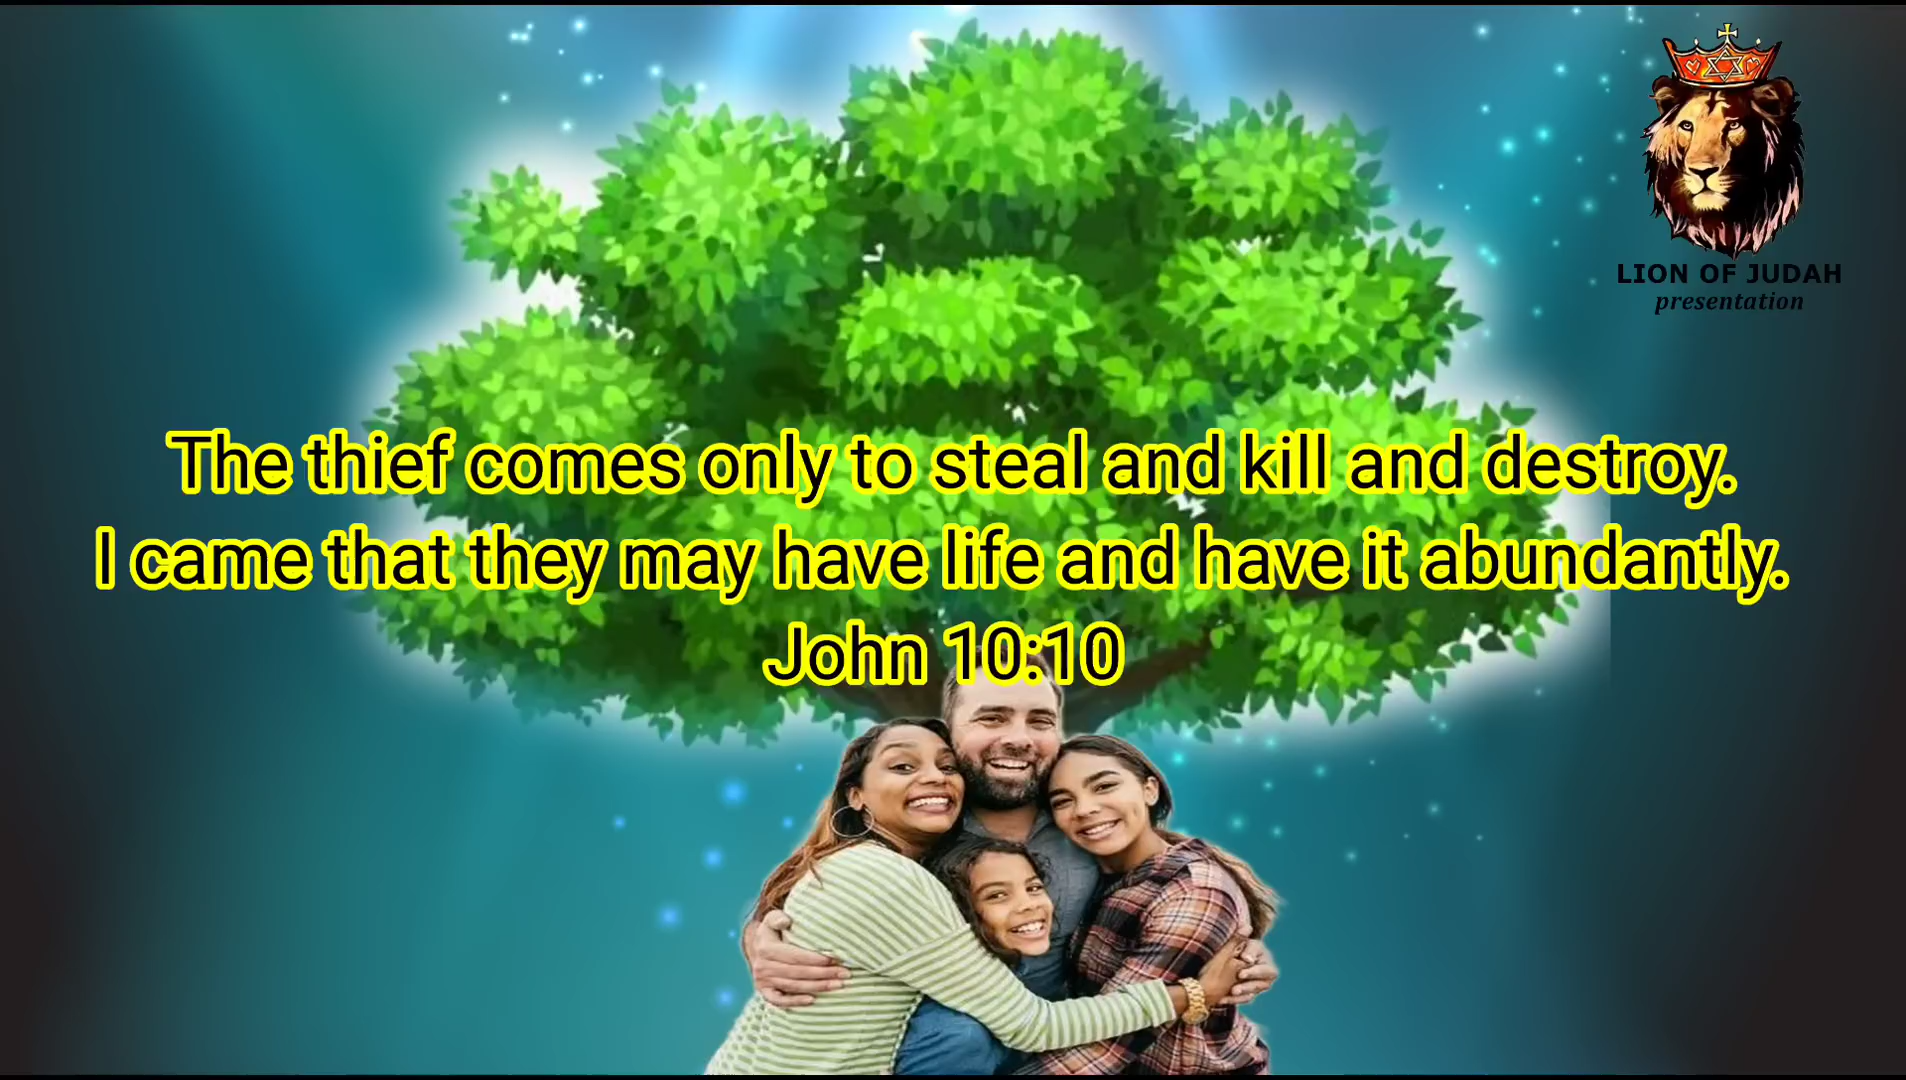 LION OF JUDAH
presentation
The thief comes only to steal and kill and destroy.
I came that they may have life and have it abundantly.
John 10:10